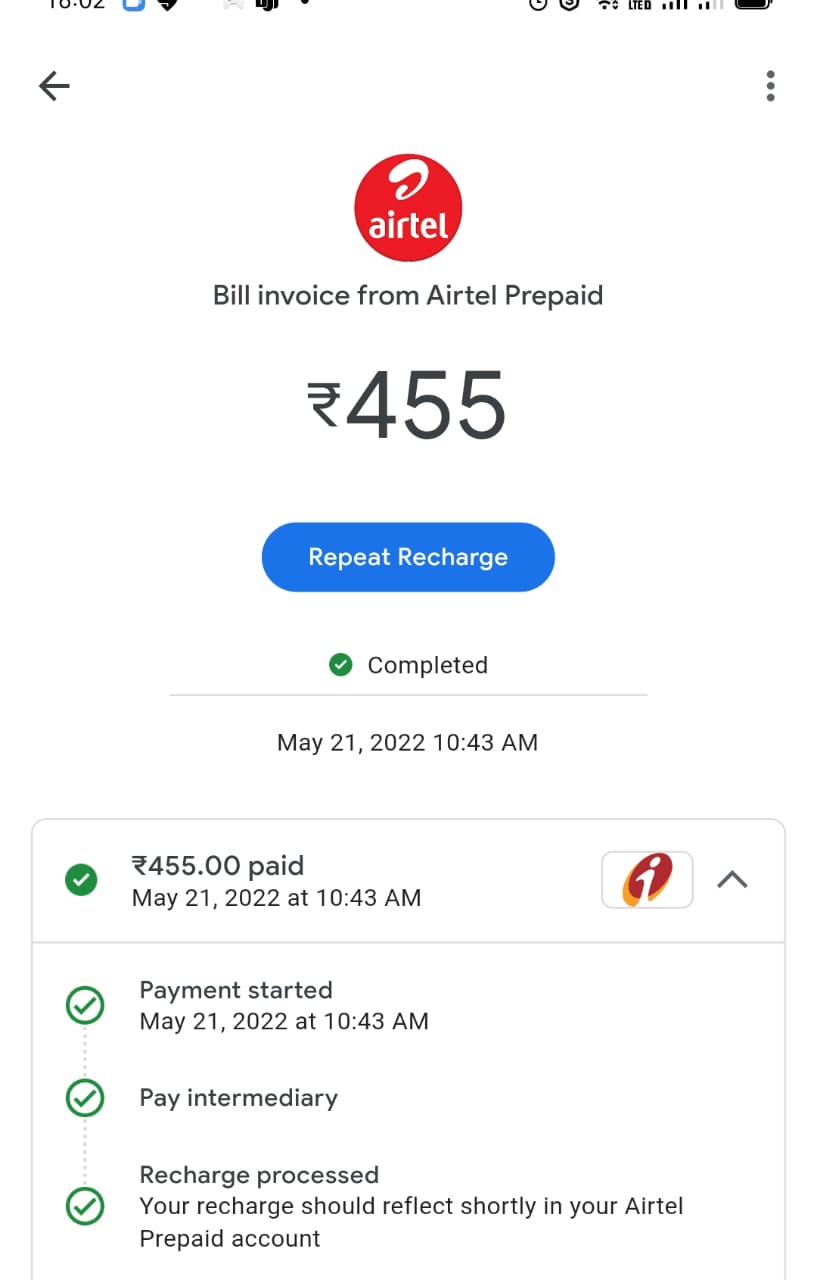 airtel
Bill invoice from Airtel Prepaid
₹455
Repeat Recharge
Completed
May 21, 2022 10:43 AM
₹455.00 paid
May 21, 2022 at 10:43 AM
Payment started
May 21, 2022 at 10:43 AM
Pay intermediary
Recharge processed
Your recharge should reflect shortly in your Airtel
Prepaid account